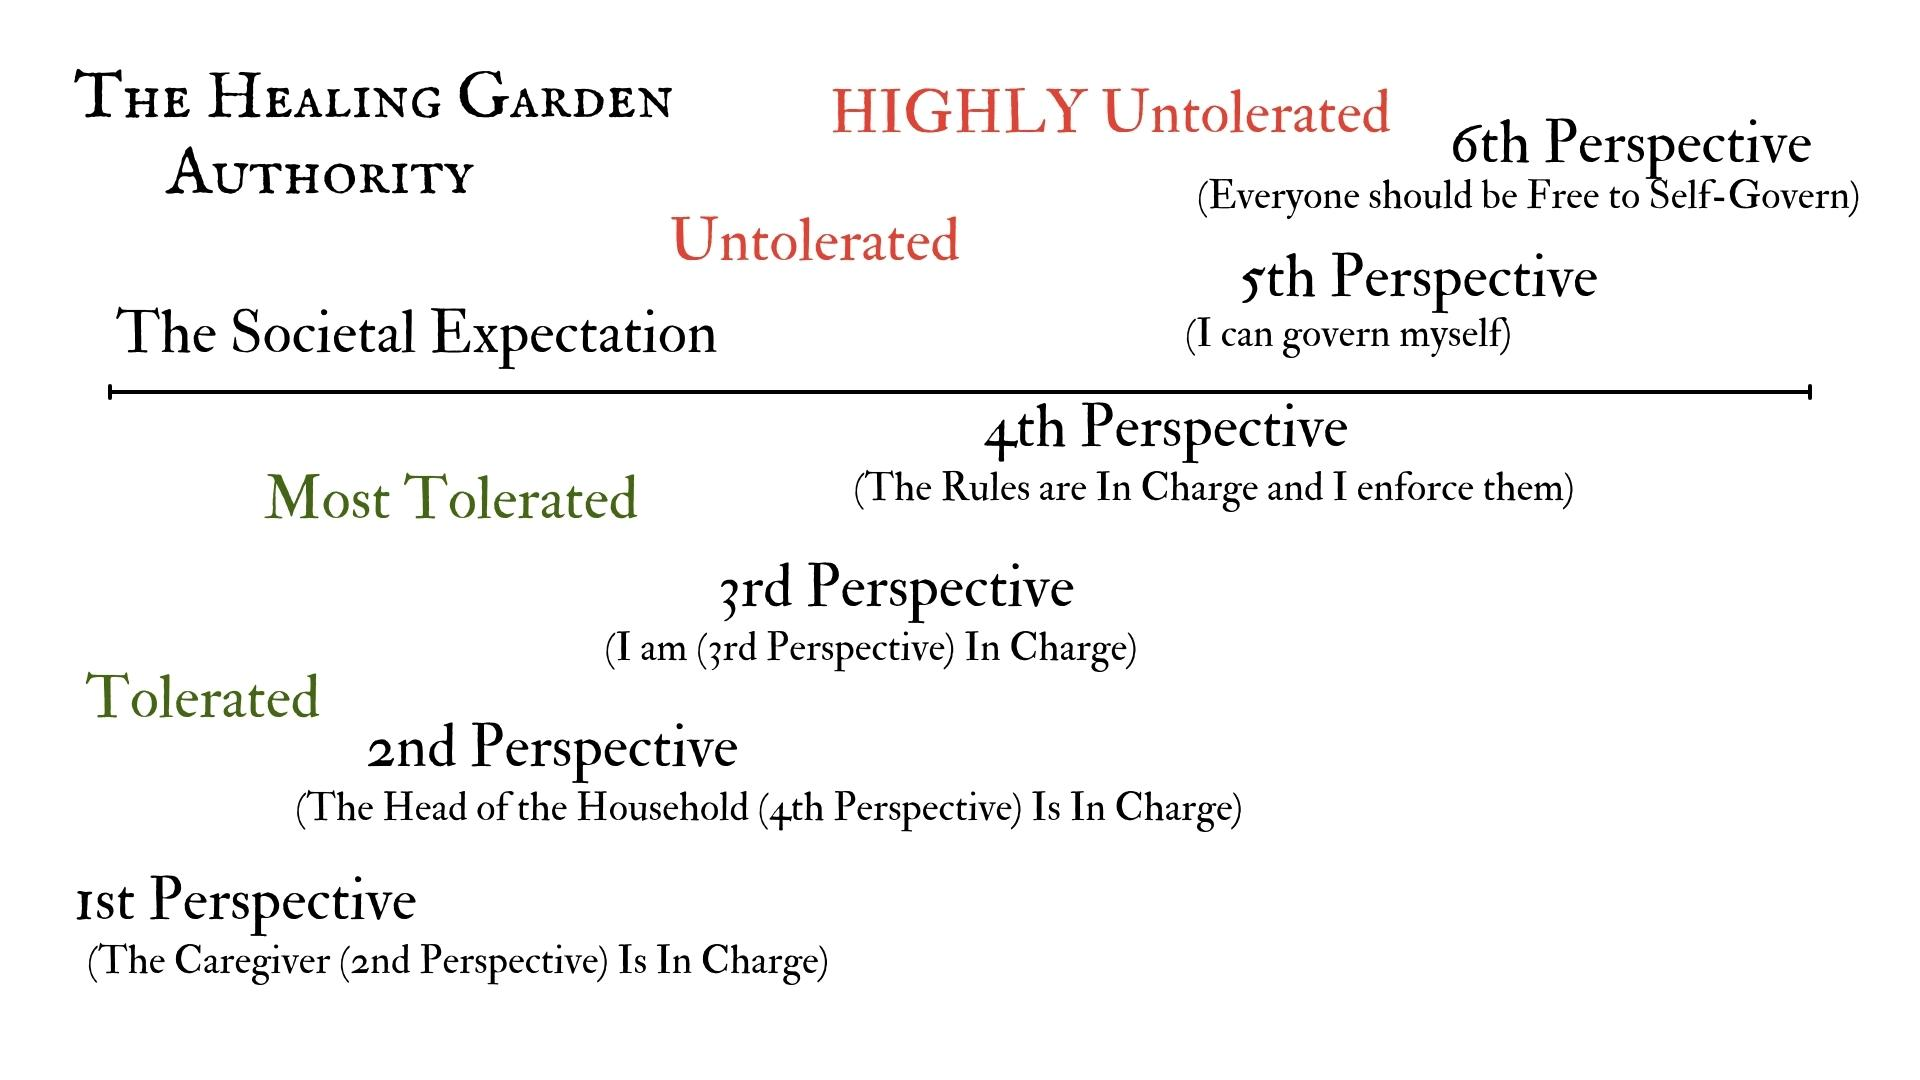 The Healing Garden
Authority
HIGHLY Untolerated
6th Perspective
(Everyone should be Free to Self-Govern)
Untolerated
5th Perspective
(I can govern myself)
The Societal Expectation
4th Perspective
(The Rules are In Charge and I enforce them)
Most Tolerated
3rd Perspective
(I am (3rd Perspective) In Charge)
Tolerated
2nd Perspective
(The Head of the Household (4th Perspective) Is In Charge)
1st Perspective
(The Caregiver (2nd Perspective) Is In Charge)